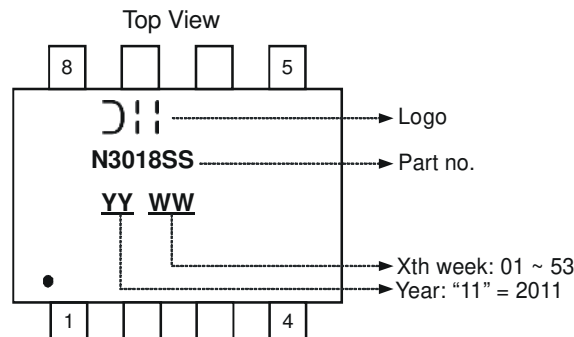 Top View
8 5
Logo
N3018SS Part no.
YY WW
Xth week: 01 ~ 53
Year: “11” = 2011
1 4